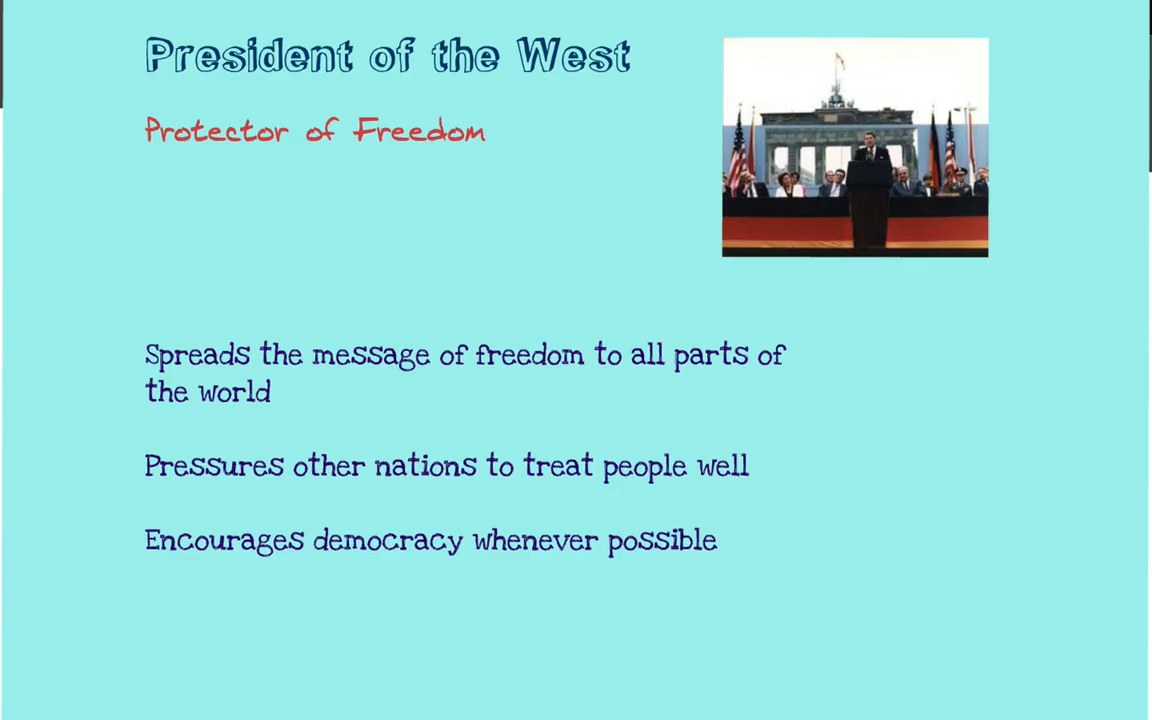 President of the West
Protector of Freedom
Spreads the message of freedom to all parts of
the world
Pressures other nations to treat people well
Encourages democracy whenever possible